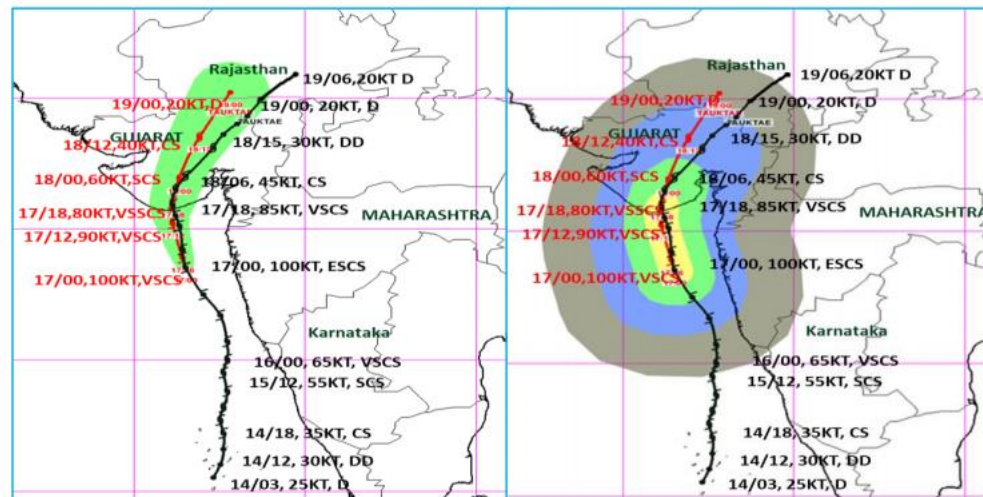 Rajasthan
19/06,20KT D
19/00,20KT,D
19/00, 20KT, D
TAUKTAE
GUJARAT
18/12,40KT,CS
18/15, 30KT, DD
18/00,60KT,SCS
18/06, 45KT, CS
17/18,80KT,VSSCS
17/18, 85KT, VSCS
MAHARASHTRA
17/12,90KT,VSCS
17/00,100KT,VSCS
17/00, 100KT, ESCS
Karnataka
16/00, 65KT, VSCS
15/12, 55KT, SCS
14/18, 35KT, CS
14/12, 30KT, DD
14/03, 25KT, D
Rajasthan
19/06,20KT D
19/00,20KT, D
19/00, 20KT, D
TAUKTAE
GUJARAT
18/12,40KT,CS
18/15, 30KT, DD
18/00,60KT,SCS
18/06, 45KT, CS
17/18,80KT,VSSCS
17/18, 85KT, VSCS
MAHARASHTRA
17/12,90KT,VSCS
17/00,100KT,VSCS
17/00, 100KT, ESCS
Karnataka
16/00, 65KT, VSCS
15/12, 55KT, SCS
14/18, 35KT, CS
14/12, 30KT, DD
14/03, 25KT, D